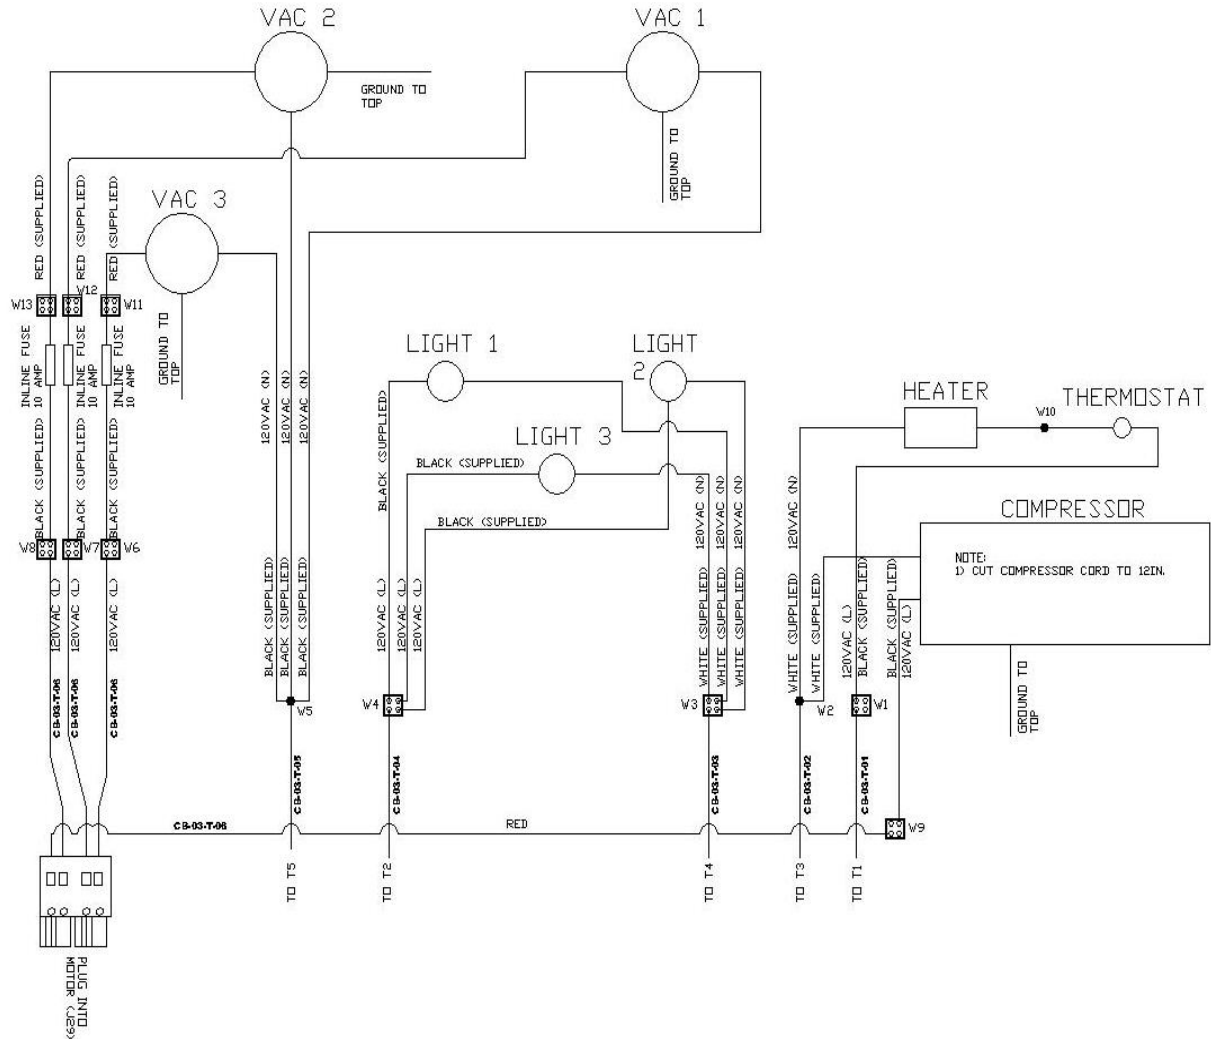 VAC 2
VAC 1
GROUND TO
TOP
GROUND TO
TOP
VAC 3
RED (SUPPLIED)
RED (SUPPLIED)
RED (SUPPLIED)
W13
W12
W11
GROUND TO
TOP
INLINE FUSE
10 AMP
INLINE FUSE
10 AMP
INLINE FUSE
10 AMP
LIGHT 1
LIGHT
2
LIGHT 3
HEATER
W10
THERMOSTAT
120VAC (N)
120VAC (N)
120VAC (N)
BLACK (SUPPLIED)
BLACK (SUPPLIED)
BLACK (SUPPLIED)
BLACK (SUPPLIED)
BLACK (SUPPLIED)
BLACK (SUPPLIED)
W8
W7
W6
120VAC (N)
120VAC (N)
120VAC (N)
120VAC (N)
COMPRESSOR
NOTE:
1) CUT COMPRESSOR CORD TO 12IN.
120VAC (L)
120VAC (L)
120VAC (L)
BLACK (SUPPLIED)
BLACK (SUPPLIED)
BLACK (SUPPLIED)
120VAC (L)
120VAC (L)
120VAC (L)
WHITE (SUPPLIED)
WHITE (SUPPLIED)
WHITE (SUPPLIED)
WHITE (SUPPLIED)
WHITE (SUPPLIED)
120VAC (L)
BLACK (SUPPLIED)
BLACK (SUPPLIED)
120VAC (L)
GROUND TO
TOP
CB-03-T-06
CB-03-T-06
CB-03-T-06
W5
W4
W3
W2
W1
CB-03-T-05
CB-03-T-04
CB-03-T-03
CB-03-T-02
CB-03-T-01
CB-03-T-06
RED
W9
TO T5
TO T2
TO T4
TO T3
TO T1
PLUG INTO
MOTOR (J29)